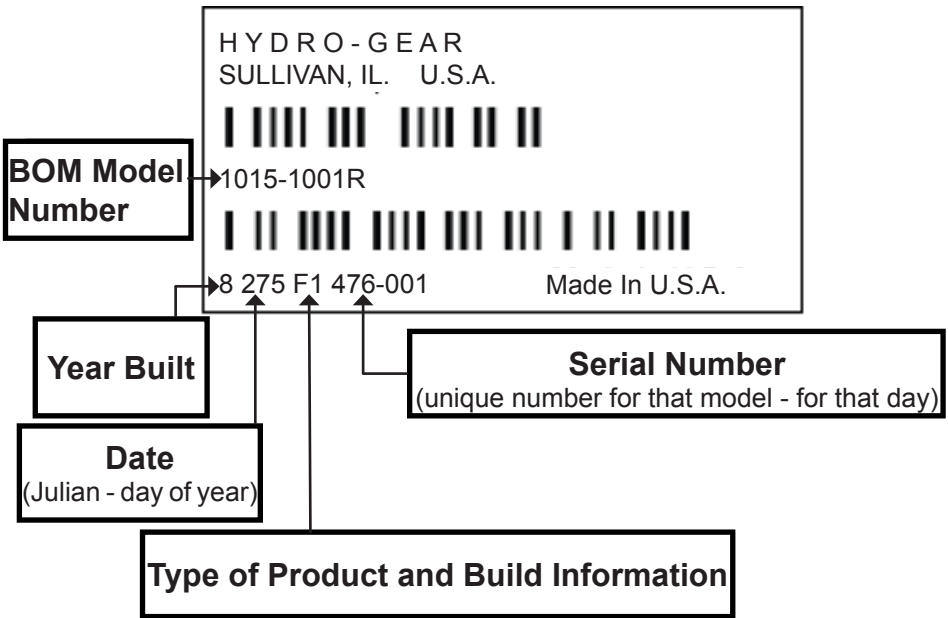 HYDRO-GEAR
SULLIVAN, IL. U.S.A.
BOM Model
Number
1015-1001R
8 275 F1 476-001 Made In U.S.A.
Year Built
Serial Number
(unique number for that model - for that day)
Date
(Julian - day of year)
Type of Product and Build Information